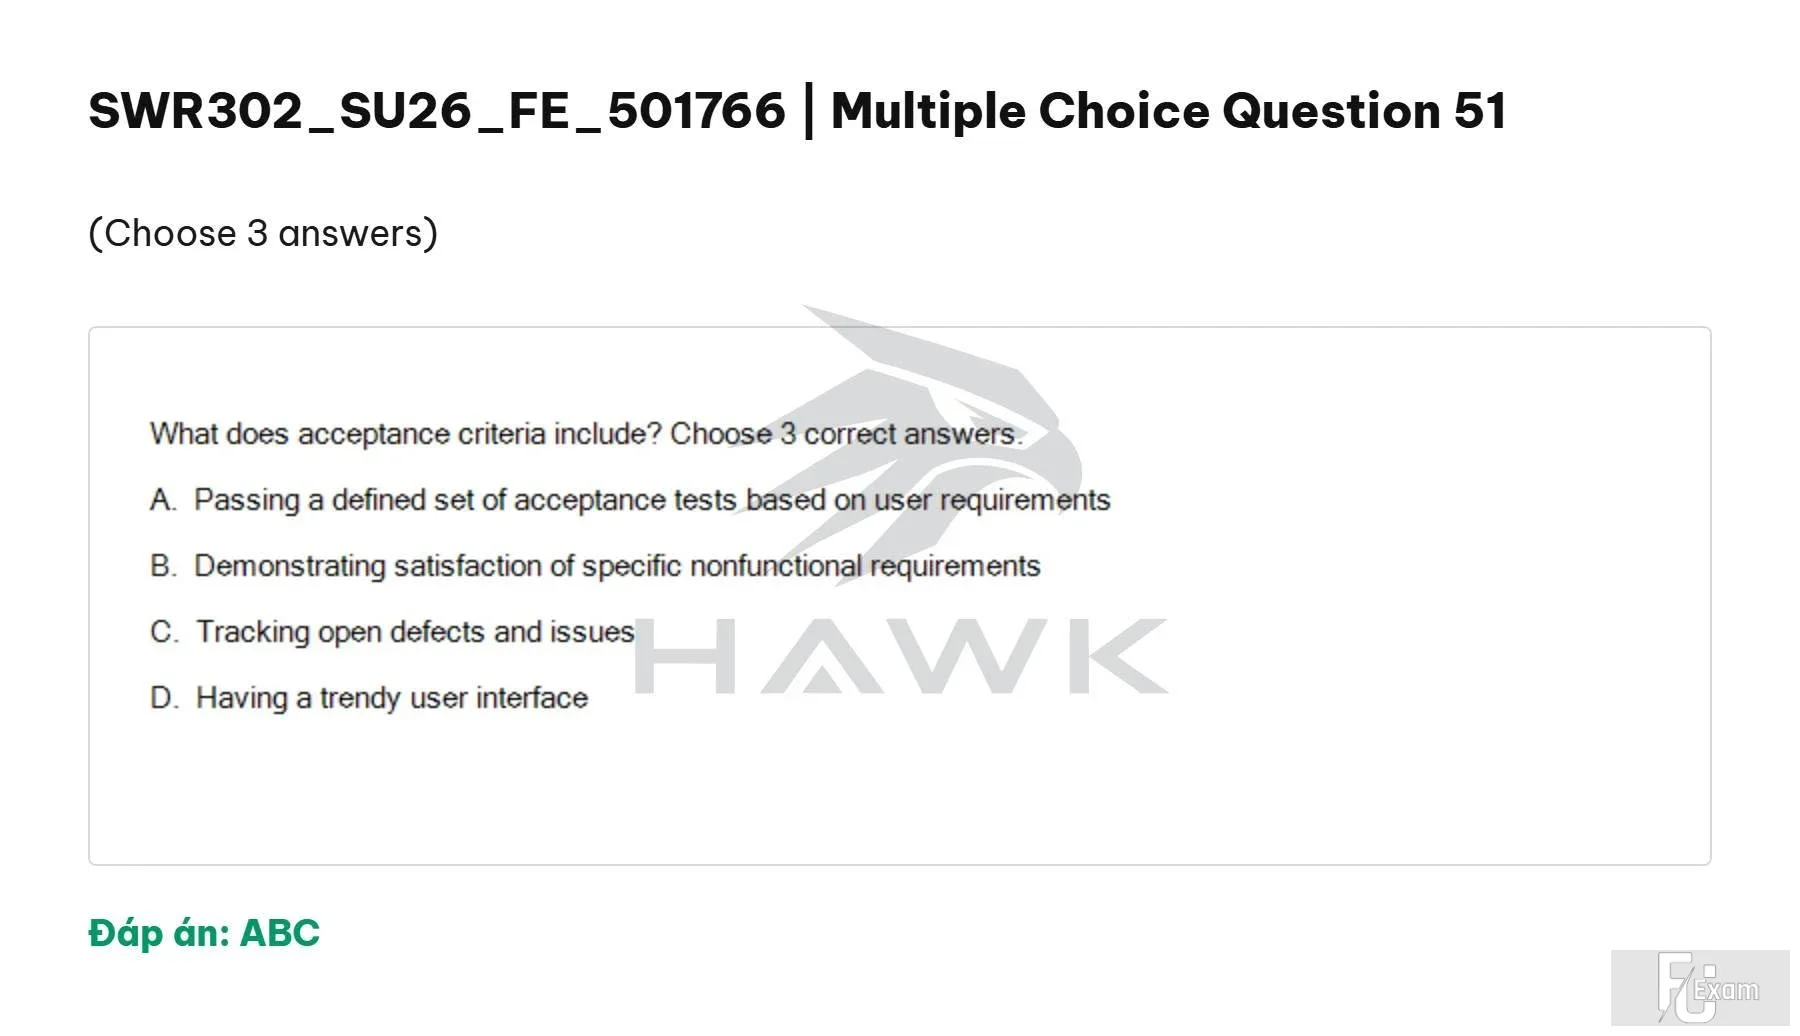 SWR302_SU26_FE_501766 | Multiple Choice Question 51
(Choose 3 answers)
What does acceptance criteria include? Choose 3 correct answers.
A. Passing a defined set of acceptance tests based on user requirements
B. Demonstrating satisfaction of specific nonfunctional requirements
C. Tracking open defects and issues
D. Having a trendy user interface
HAWK
Đáp án: ABC
FU Exam